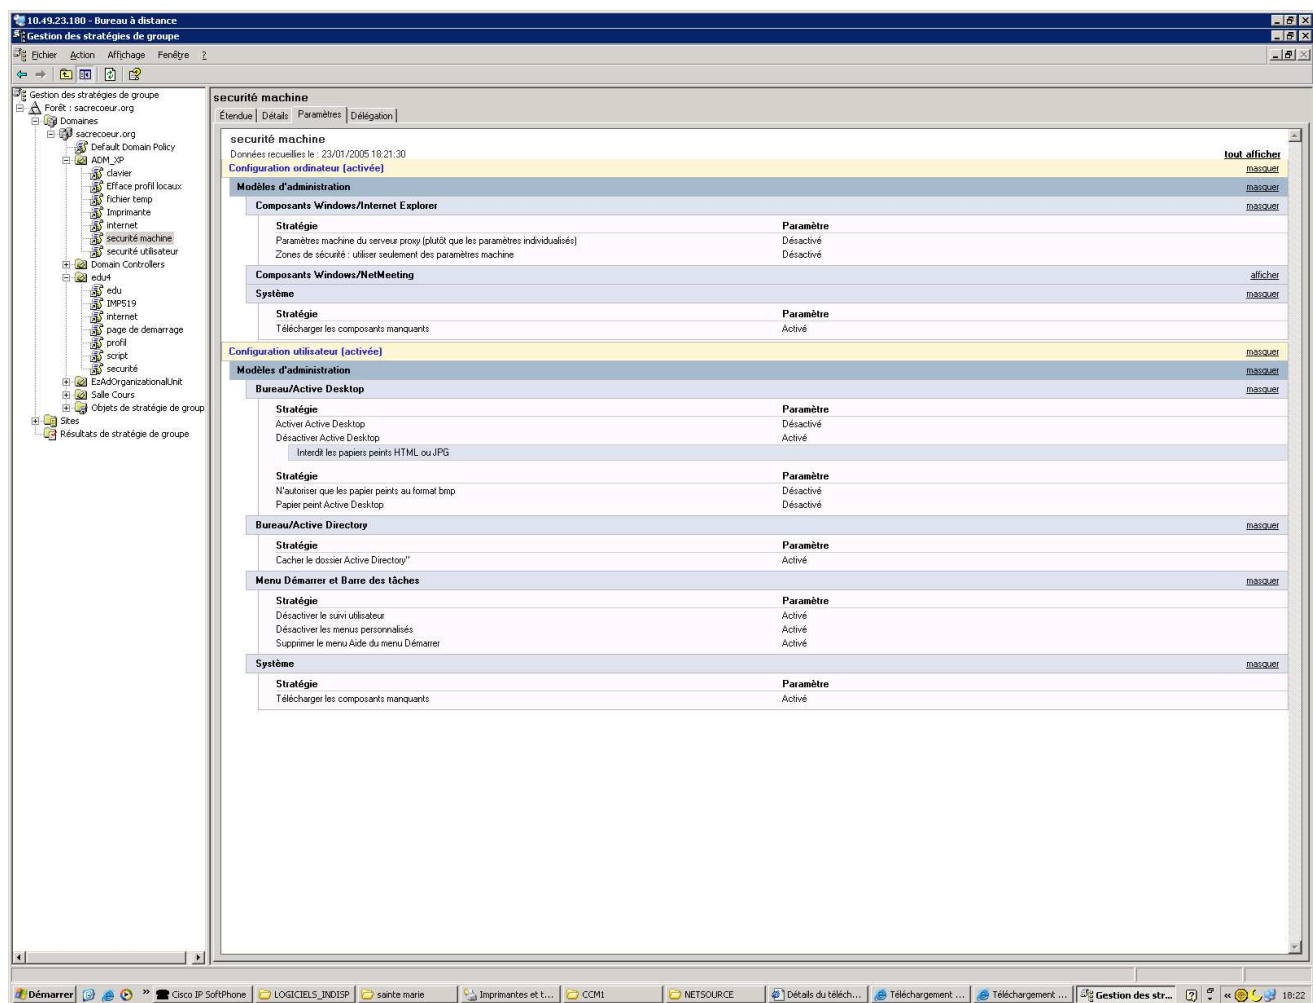 10.49.23.180 - Bureau à distance
Gestion des stratégies de groupe
Fichier Action Affichage Fenêtre ?
Gestion des stratégies de groupe
Forêt : sacrecoeur.org
Domaines
sacrecoeur.org
Default Domain Policy
ADM_XP
clavier
Efface profil locaux
fichier temp
Imprimante
internet
securité machine
securité utilisateur
Domain Controllers
edu4
edu
IMP519
internet
page de demarrage
profil
script
securité
EzAdOrganizationalUnit
Salle Cours
Objets de stratégie de group
Sites
Résultats de stratégie de groupe
securité machine
Étendue Détails Paramètres Délégation
securité machine
Données recueillies le : 23/01/2005 18:21:30 tout afficher
Configuration ordinateur (activée) masquer
Modèles d'administration masquer
Composants Windows/Internet Explorer masquer
Stratégie Paramètre
Paramètres machine du serveur proxy (plutôt que les paramètres individualisés) Désactivé
Zones de sécurité : utiliser seulement des paramètres machine Désactivé
Composants Windows/NetMeeting afficher
Système masquer
Stratégie Paramètre
Télécharger les composants manquants Activé
Configuration utilisateur (activée) masquer
Modèles d'administration masquer
Bureau/Active Desktop masquer
Stratégie Paramètre
Activer Active Desktop Désactivé
Désactiver Active Desktop Activé
Interdit les papiers peints HTML ou JPG
Stratégie Paramètre
N'autoriser que les papier peints au format bmp Désactivé
Papier peint Active Desktop Désactivé
Bureau/Active Directory masquer
Stratégie Paramètre
Cacher le dossier Active Directory" Activé
Menu Démarrer et Barre des tâches masquer
Stratégie Paramètre
Désactiver le suivi utilisateur Activé
Désactiver les menus personnalisés Activé
Supprimer le menu Aide du menu Démarrer Activé
Système masquer
Stratégie Paramètre
Télécharger les composants manquants Activé
Démarrer » Cisco IP SoftPhone LOGICIELS_INDISP sainte marie Imprimantes et t... CCM1 NETSOURCE Détails du téléch... Téléchargement ... Téléchargement ... Gestion des str... « 18:22